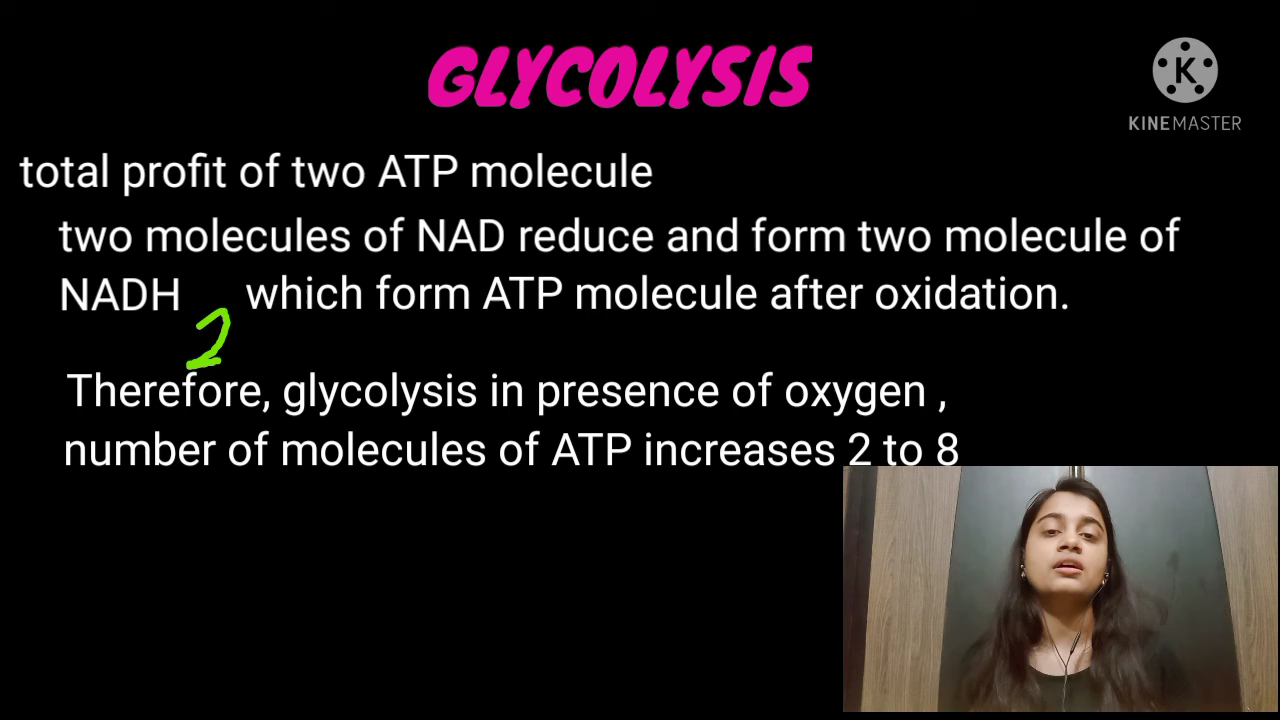 GLYCOLYSIS
K
KINEMASTER
total profit of two ATP molecule
two molecules of NAD reduce and form two molecule of
NADH which form ATP molecule after oxidation.
2
Therefore, glycolysis in presence of oxygen ,
number of molecules of ATP increases 2 to 8